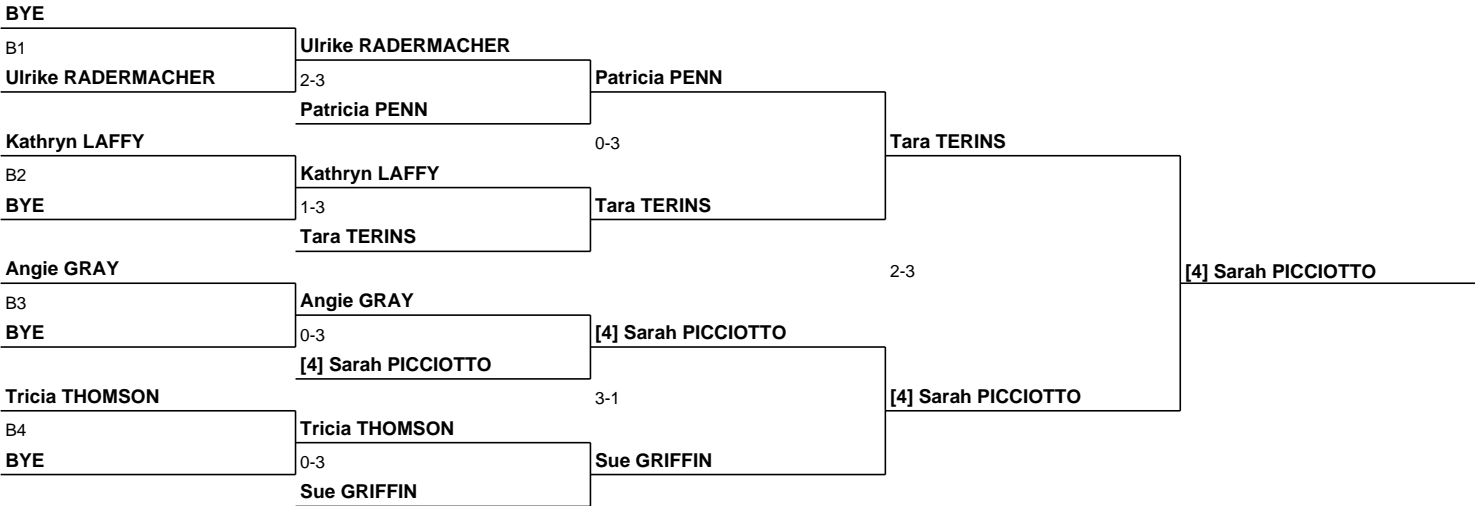 BYE
B1
Ulrike RADERMACHER
Ulrike RADERMACHER
2-3
Patricia PENN
Patricia PENN
Kathryn LAFFY
B2
BYE
Kathryn LAFFY
1-3
Tara TERINS
0-3
Tara TERINS
Tara TERINS
Angie GRAY
B3
BYE
Angie GRAY
0-3
[4] Sarah PICCIOTTO
[4] Sarah PICCIOTTO
Tricia THOMSON
B4
BYE
Tricia THOMSON
0-3
Sue GRIFFIN
3-1
Sue GRIFFIN
2-3
[4] Sarah PICCIOTTO
[4] Sarah PICCIOTTO